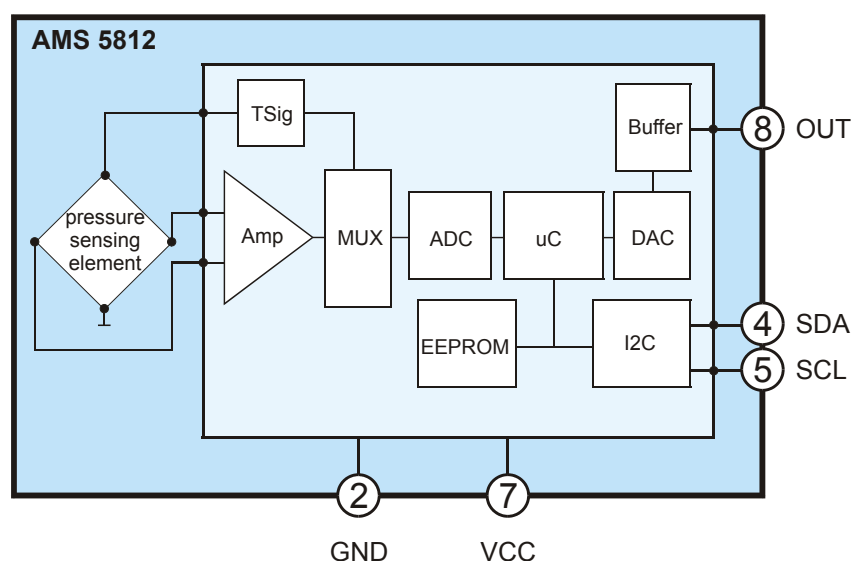 AMS 5812
TSig
Buffer
8 OUT
pressure
sensing
element
Amp
MUX
ADC
uC
DAC
4 SDA
EEPROM
I2C
5 SCL
2
7
GND
VCC